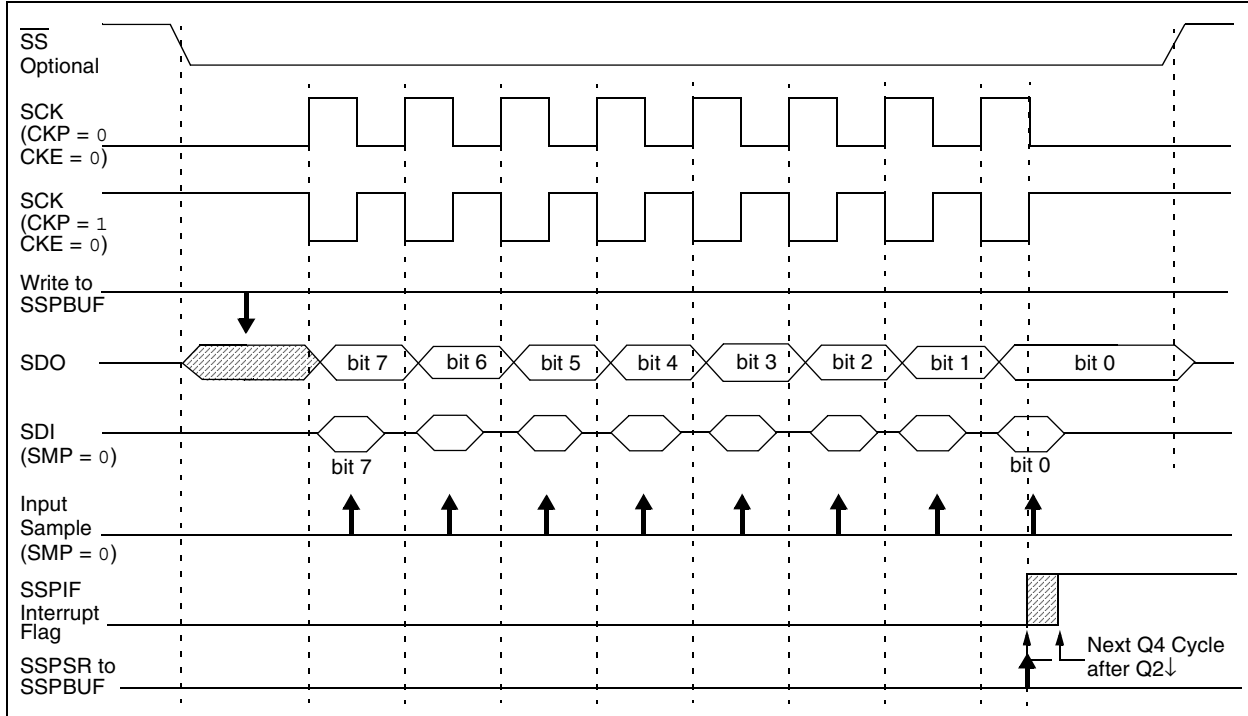 SS
Optional
SCK
(CKP = 0
CKE = 0)
SCK
(CKP = 1
CKE = 0)
Write to
SSPBUF
SDO
bit 7 bit 6 bit 5 bit 4 bit 3 bit 2 bit 1 bit 0
SDI
(SMP = 0)
bit 7 bit 0
Input
Sample
(SMP = 0)
SSPIF
Interrupt
Flag
Next Q4 Cycle
after Q2↓
SSPSR to
SSPBUF